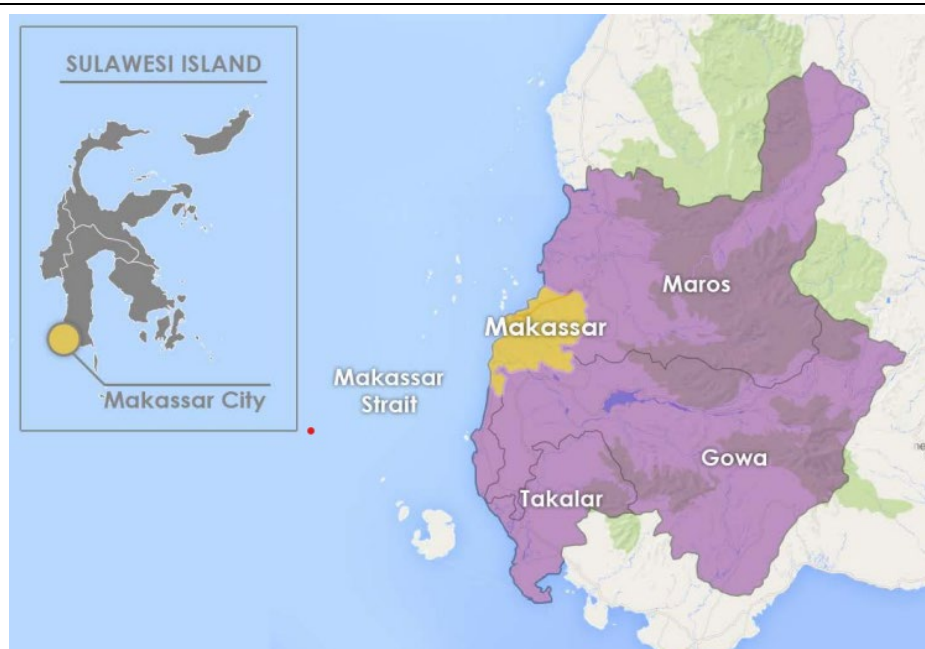 SULAWESI ISLAND
Makassar City
Maros
Makassar
Makassar
Strait
Gowa
Takalar